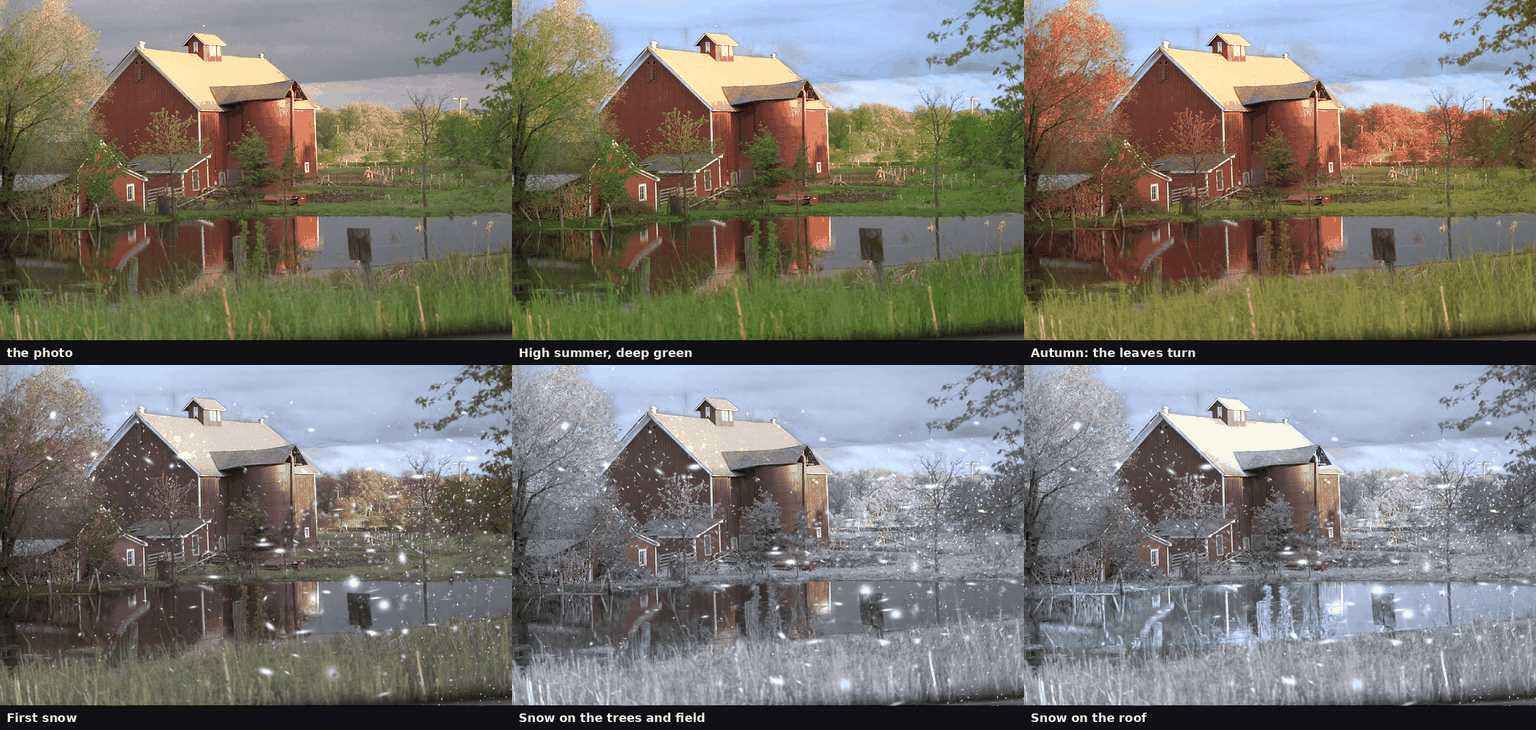 the photo
High summer, deep green
Autumn: the leaves turn
First snow
Snow on the trees and field
Snow on the roof